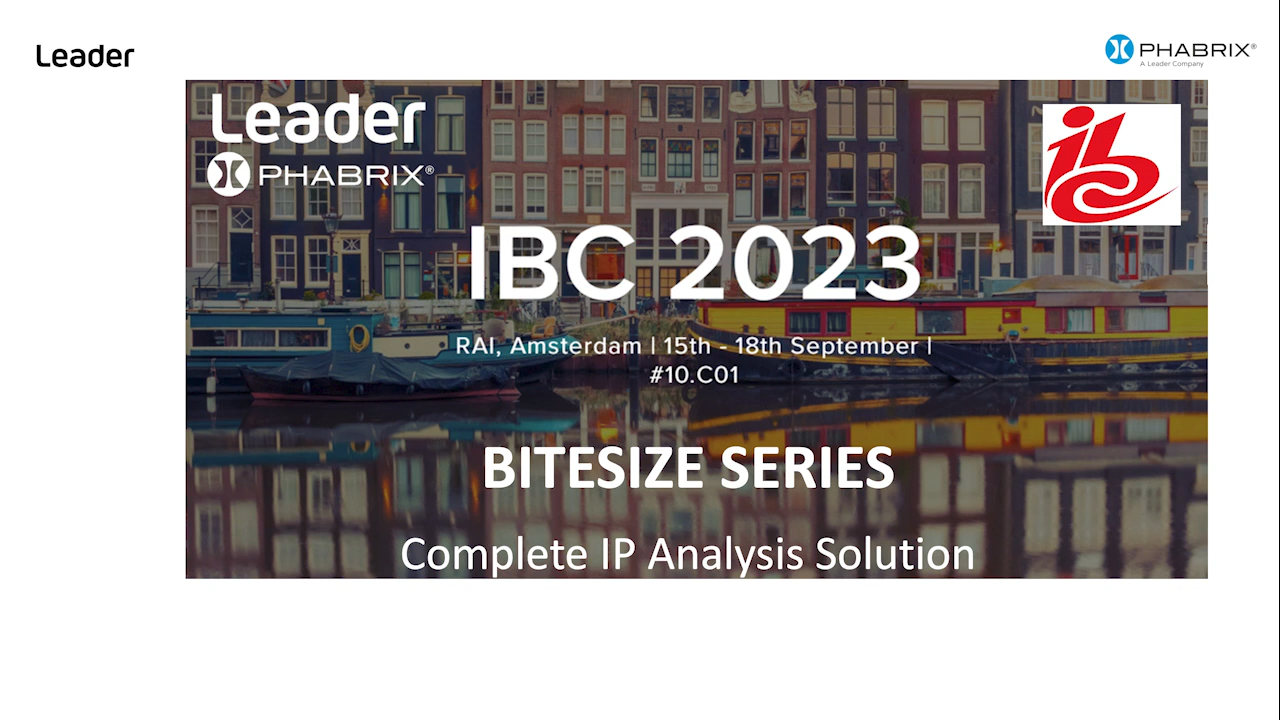 Leader
PHABRIX®
A Leader Company
Leader
PHABRIX®
ibc
IBC 2023
RAI, Amsterdam | 15th - 18th September |
#10.C01
BITESIZE SERIES
Complete IP Analysis Solution